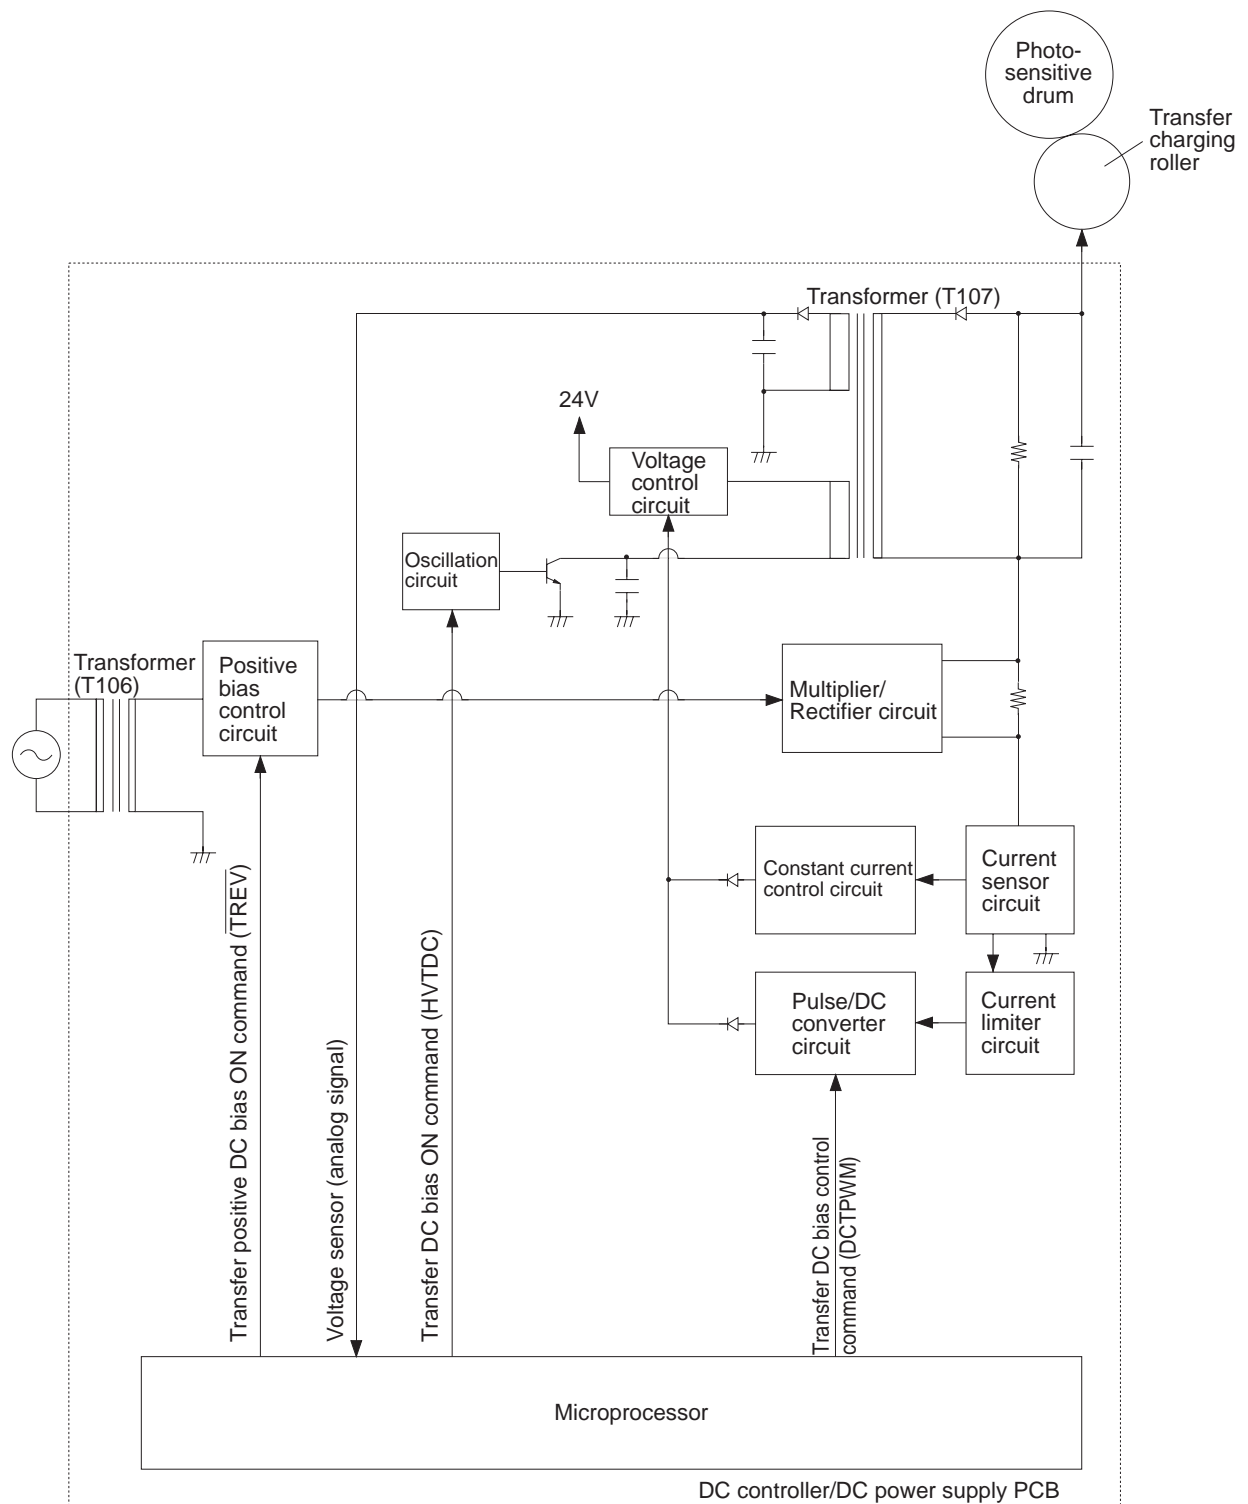 Photo-
sensitive
drum
Transfer
charging
roller
Transformer (T107)
24V
Voltage
control
circuit
Oscillation
circuit
Transformer
(T106)
Positive
bias
control
circuit
Multiplier/
Rectifier circuit
Constant current
control circuit
Current
sensor
circuit
Pulse/DC
converter
circuit
Current
limiter
circuit
Transfer positive DC bias ON command (TREV)
Voltage sensor (analog signal)
Transfer DC bias ON command (HVTDC)
Transfer DC bias control
command (DCTPWM)
Microprocessor
DC controller/DC power supply PCB